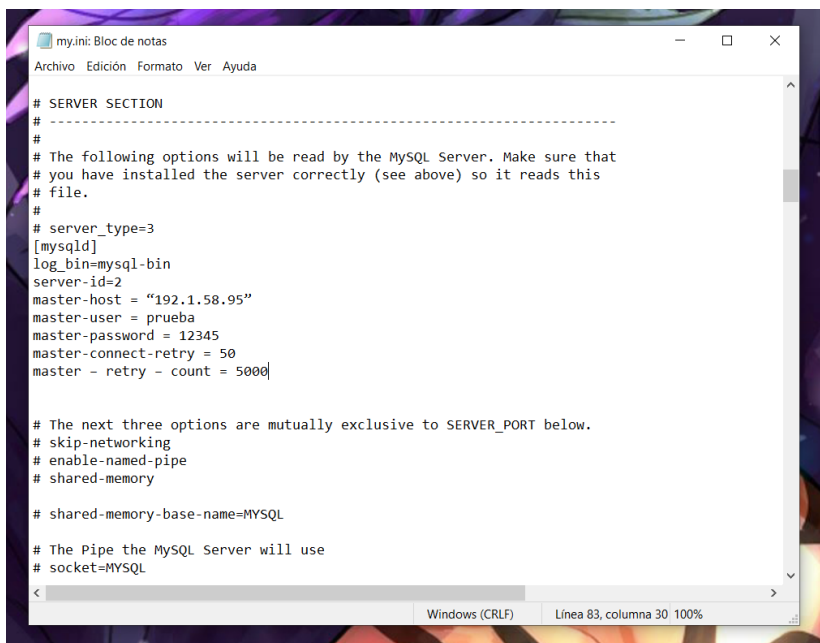 my.ini: Bloc de notas
Archivo Edición Formato Ver Ayuda
# SERVER SECTION
# ----------------------------------------------------------------------
#
# The following options will be read by the MySQL Server. Make sure that
# you have installed the server correctly (see above) so it reads this
# file.
#
# server_type=3
[mysqld]
log_bin=mysql-bin
server-id=2
master-host = “192.1.58.95”
master-user = prueba
master-password = 12345
master-connect-retry = 50
master – retry – count = 5000
# The next three options are mutually exclusive to SERVER_PORT below.
# skip-networking
# enable-named-pipe
# shared-memory
# shared-memory-base-name=MYSQL
# The Pipe the MySQL Server will use
# socket=MYSQL
Windows (CRLF) Línea 83, columna 30 100%